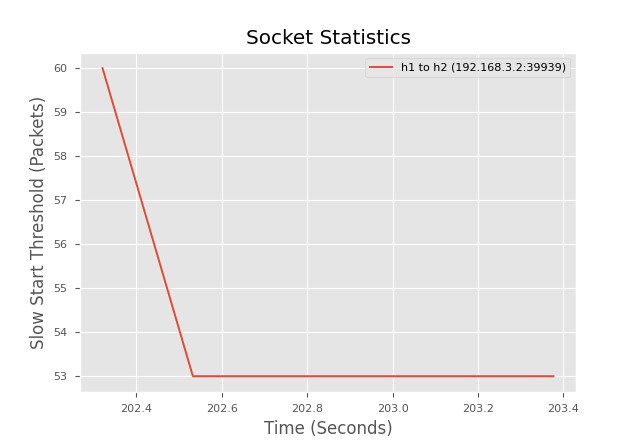 Socket Statistics
h1 to h2 (192.168.3.2:39939)
Slow Start Threshold (Packets)
60
59
58
57
56
55
54
53
202.4 202.6 202.8 203.0 203.2 203.4
Time (Seconds)